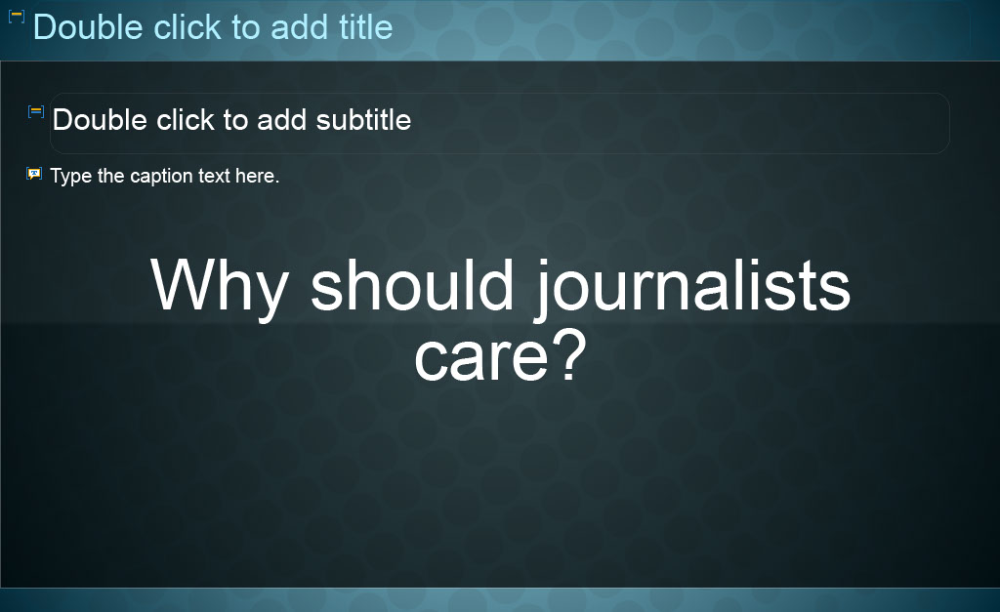 Double click to add title
Double click to add subtitle
Type the caption text here.
Why should journalists
care?